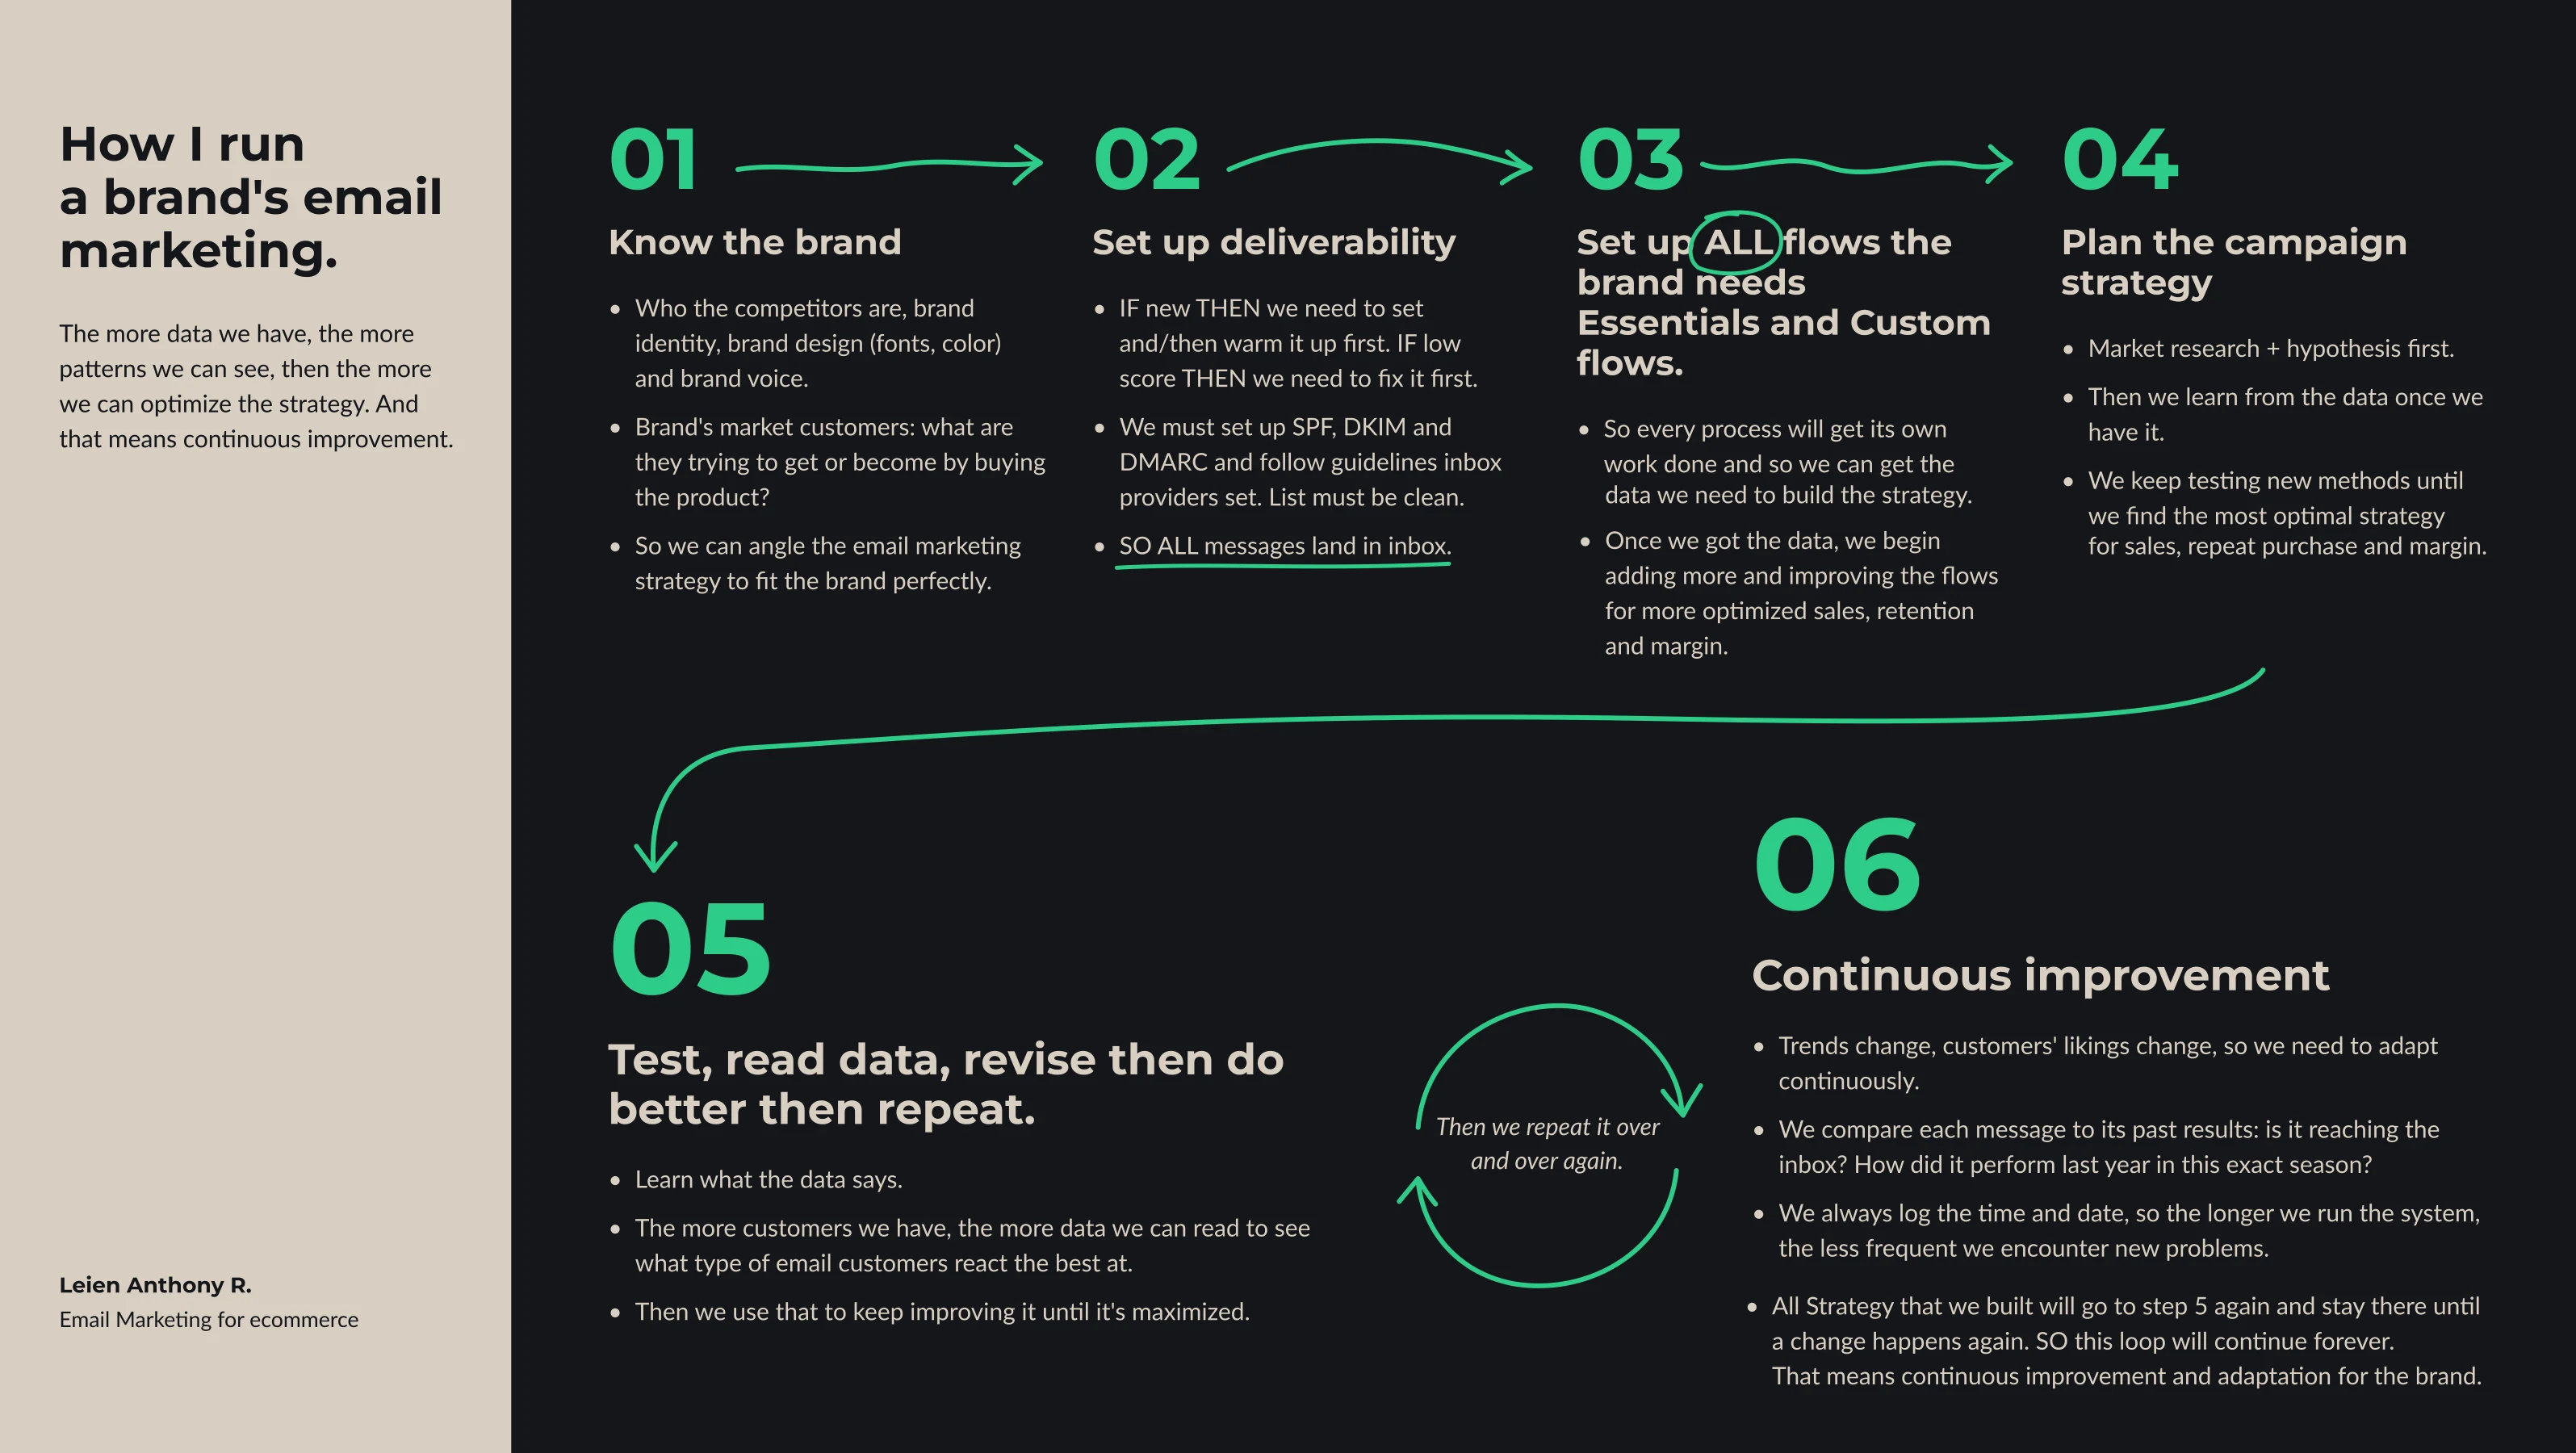 How I run
a brand's email
marketing.
The more data we have, the more
patterns we can see, then the more
we can optimize the strategy. And
that means continuous improvement.
Leien Anthony R.
Email Marketing for ecommerce
01
Know the brand
• Who the competitors are, brand
identity, brand design (fonts, color)
and brand voice.
• Brand's market customers: what are
they trying to get or become by buying
the product?
• So we can angle the email marketing
strategy to fit the brand perfectly.
02
Set up deliverability
• IF new THEN we need to set
and/then warm it up first. IF low
score THEN we need to fix it first.
• We must set up SPF, DKIM and
DMARC and follow guidelines inbox
providers set. List must be clean.
• SO ALL messages land in inbox.
03
Set up ALL flows the
brand needs
Essentials and Custom
flows.
• So every process will get its own
work done and so we can get the
data we need to build the strategy.
• Once we got the data, we begin
adding more and improving the flows
for more optimized sales, retention
and margin.
04
Plan the campaign
strategy
• Market research + hypothesis first.
• Then we learn from the data once we
have it.
• We keep testing new methods until
we find the most optimal strategy
for sales, repeat purchase and margin.
05
Test, read data, revise then do
better then repeat.
• Learn what the data says.
• The more customers we have, the more data we can read to see
what type of email customers react the best at.
• Then we use that to keep improving it until it's maximized.
Then we repeat it over
and over again.
06
Continuous improvement
• Trends change, customers' likings change, so we need to adapt
continuously.
• We compare each message to its past results: is it reaching the
inbox? How did it perform last year in this exact season?
• We always log the time and date, so the longer we run the system,
the less frequent we encounter new problems.
• All Strategy that we built will go to step 5 again and stay there until
a change happens again. SO this loop will continue forever.
That means continuous improvement and adaptation for the brand.